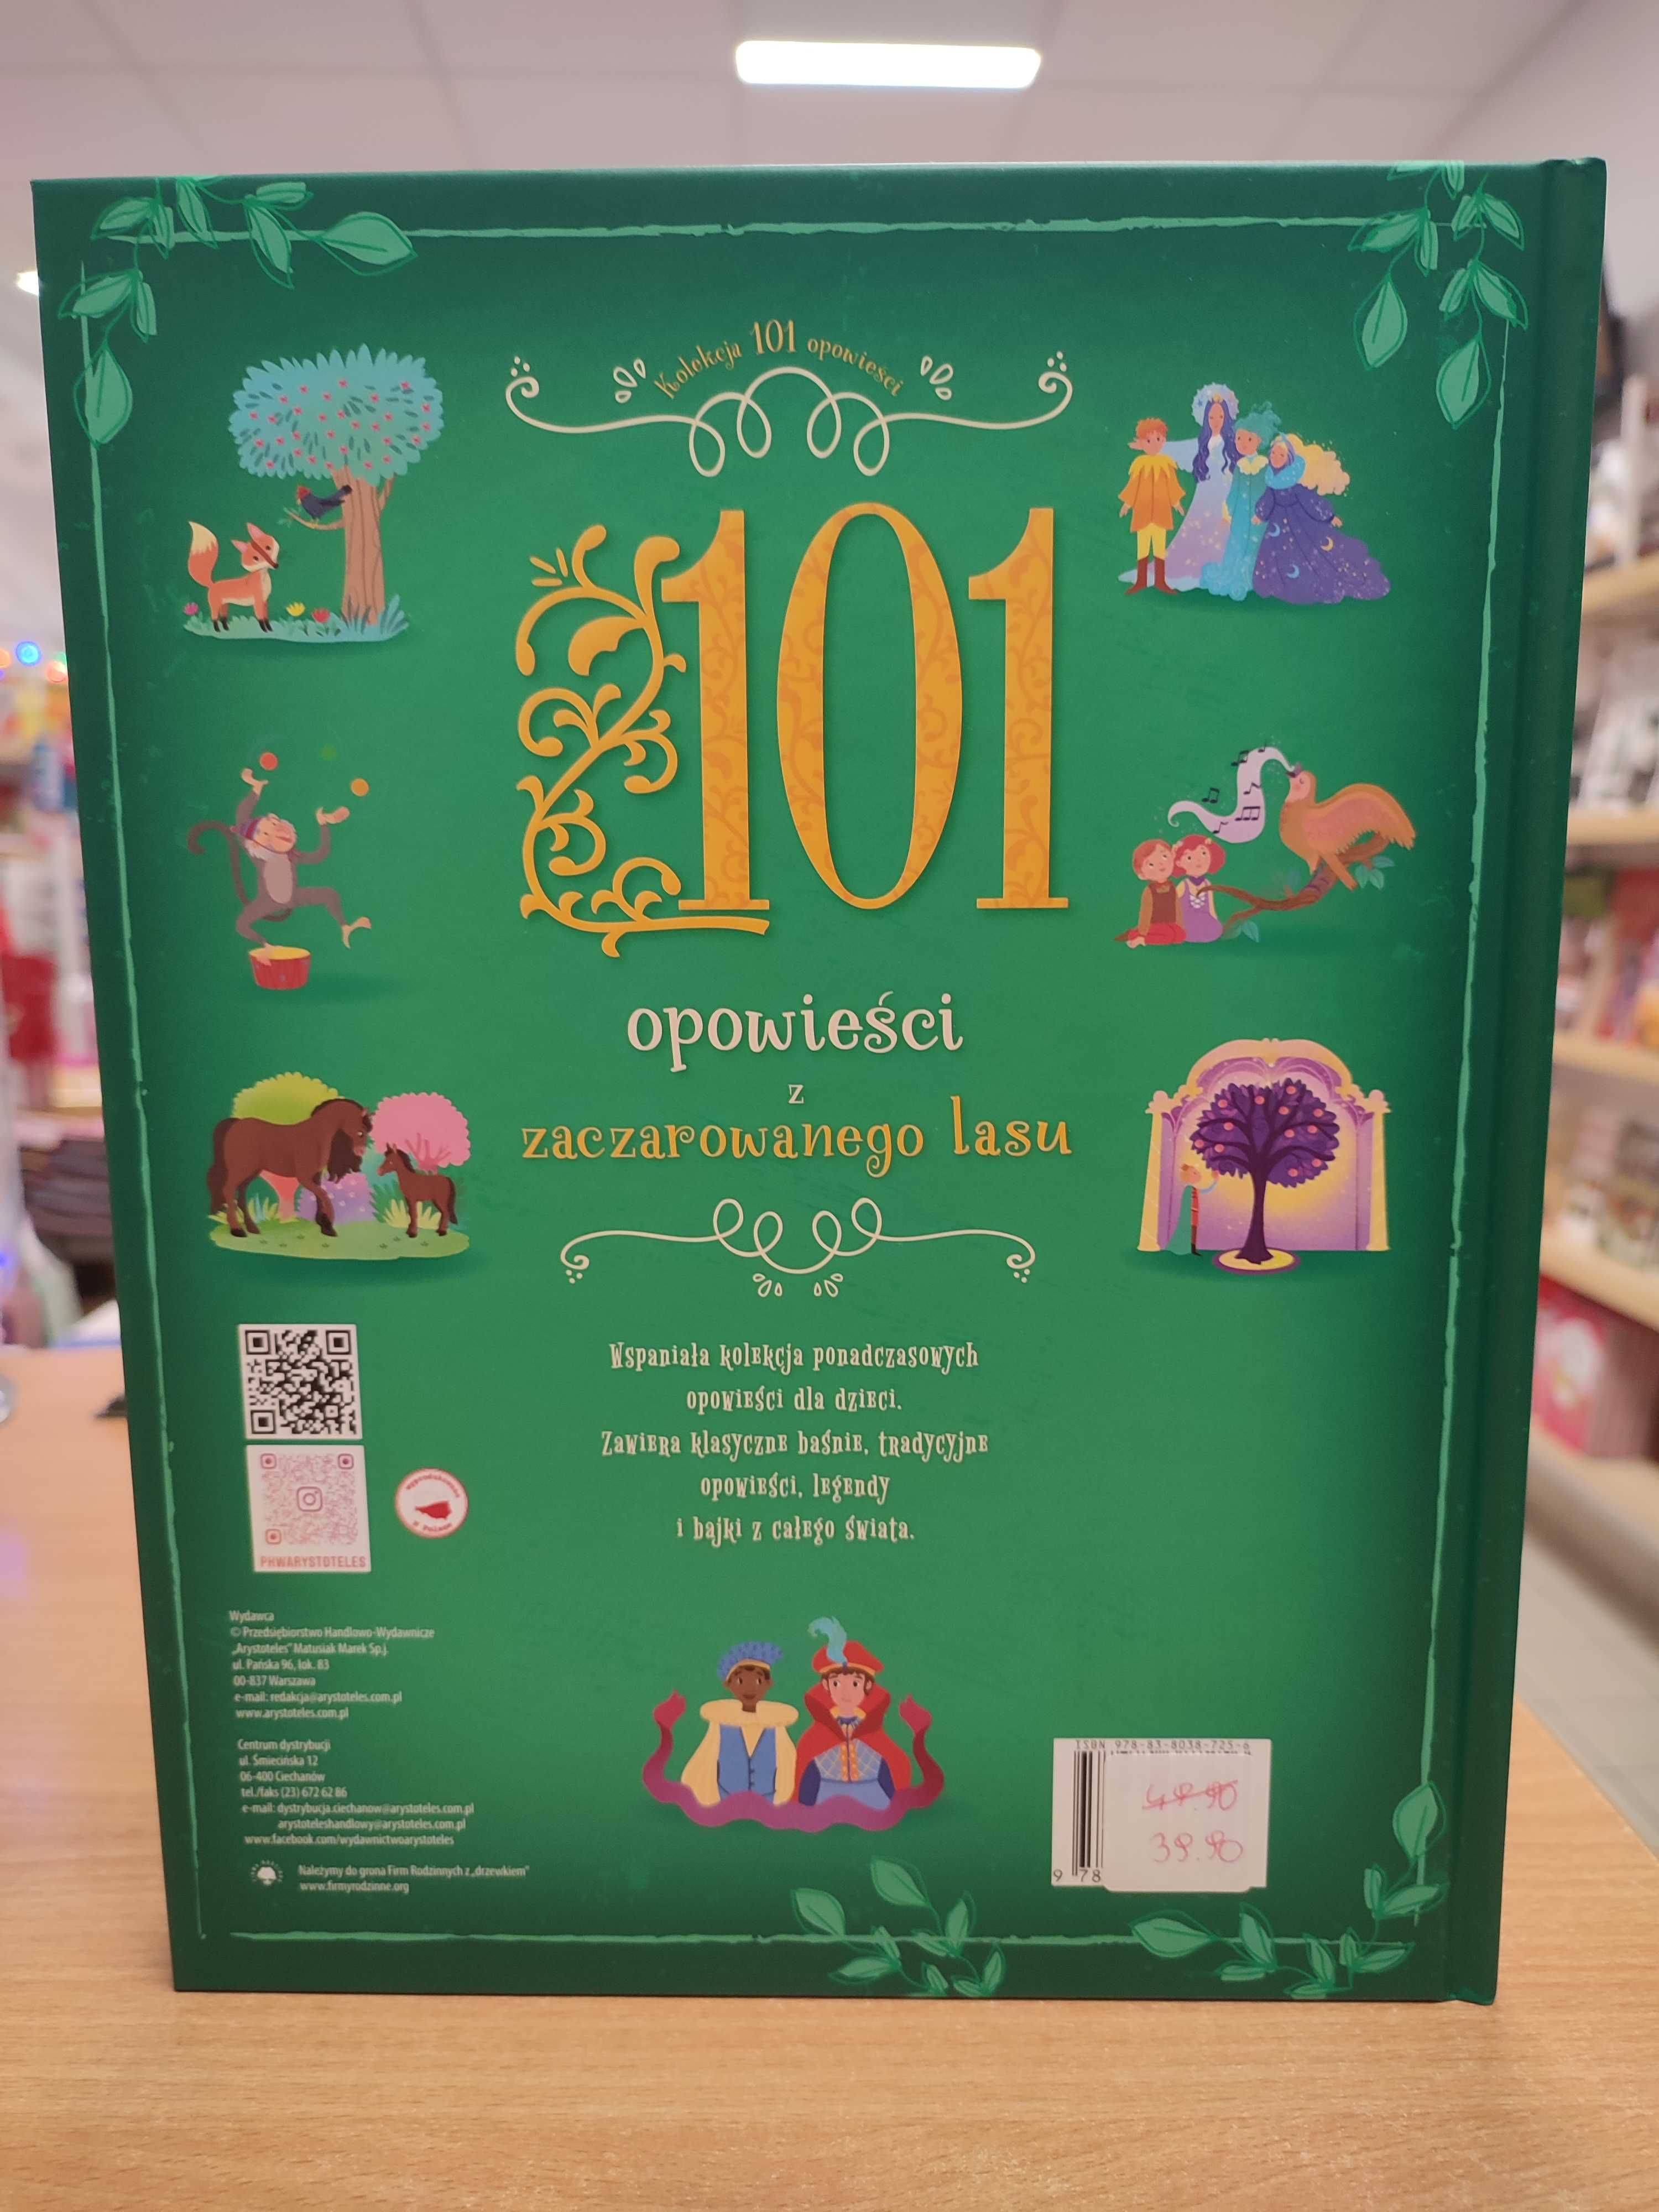 Kolekcja 101 opowieści
101
opowieści
z
zaczarowanego lasu
Wspaniała kolekcja ponadczasowych
opowieści dla dzieci.
Zawiera klasyczne baśnie, tradycyjne
opowieści, legendy
i bajki z całego świata.
PHWARYSTOTELES
Wydawca
© Przedsiębiorstwo Handlowo-Wydawnicze
„Arystoteles” Matusiak Marek Sp.j.
ul. Pańska 96, lok. 83
00-837 Warszawa
e-mail: redakcja@arystoteles.com.pl
www.arystoteles.com.pl
Centrum dystrybucji
ul. Śmiecińska 12
06-400 Ciechanów
tel./faks (23) 672 62 86
e-mail: dystrybucja.ciechanow@arystoteles.com.pl
arystoteleshandlowy@arystoteles.com.pl
www.facebook.com/wydawnictwoarystoteles
Należymy do grona Firm Rodzinnych z „drzewkiem”
www.firmyrodzinne.org
ISBN 978-83-8038-725-6
39.90
9 78